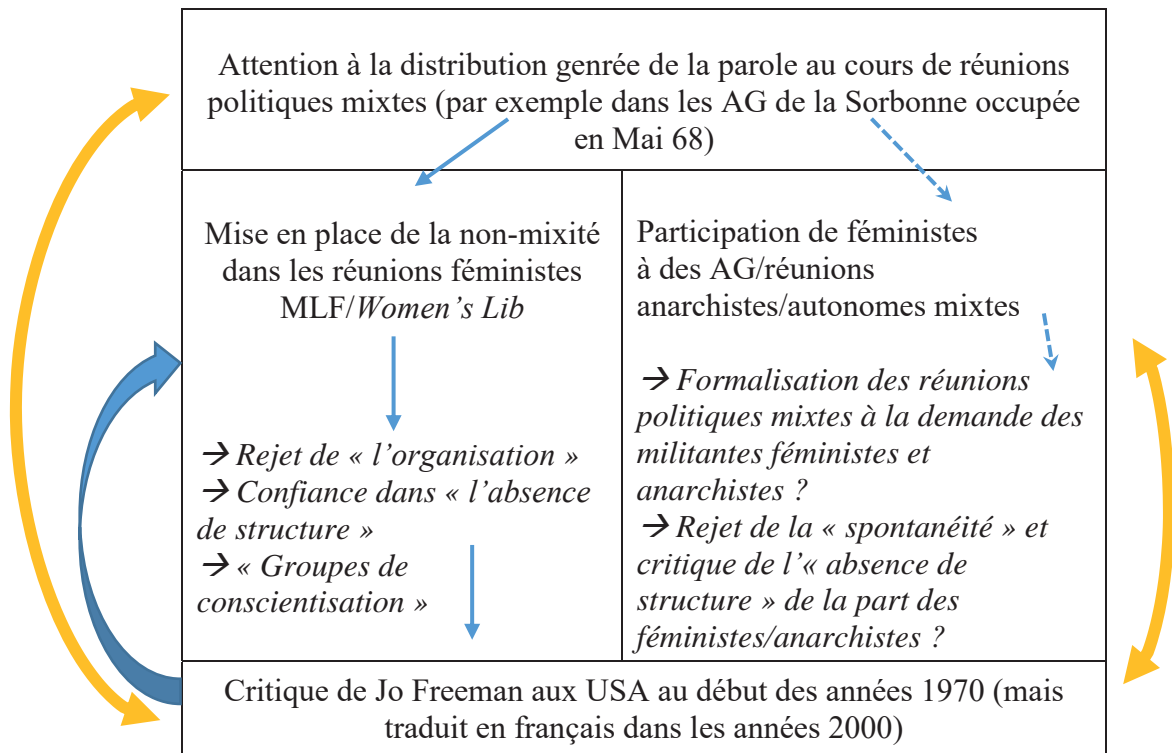 Attention à la distribution genrée de la parole au cours de réunions
politiques mixtes (par exemple dans les AG de la Sorbonne occupée
en Mai 68)
Mise en place de la non-mixité
dans les réunions féministes
MLF/Women’s Lib
→ Rejet de « l’organisation »
→ Confiance dans « l’absence
de structure »
→ « Groupes de
conscientisation »
Participation de féministes
à des AG/réunions
anarchistes/autonomes mixtes
→ Formalisation des réunions
politiques mixtes à la demande des
militantes féministes et
anarchistes ?
→ Rejet de la « spontanéité » et
critique de l’« absence de
structure » de la part des
féministes/anarchistes ?
Critique de Jo Freeman aux USA au début des années 1970 (mais
traduit en français dans les années 2000)